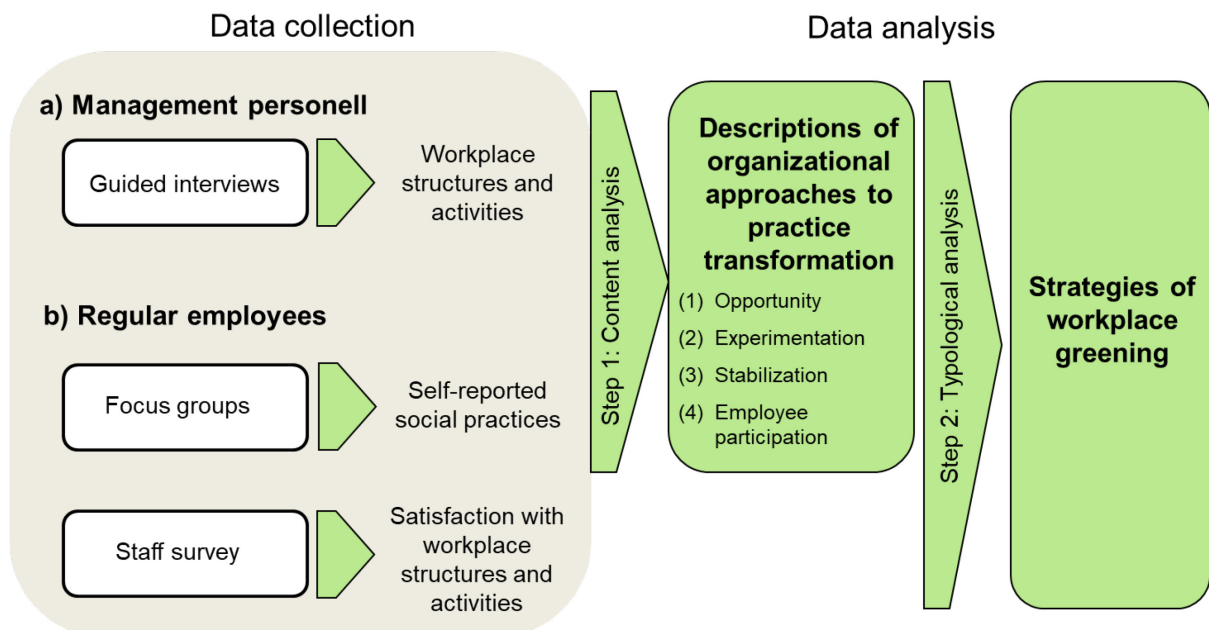 Data collection
Data analysis
a) Management personell
Guided interviews
Workplace
structures and
activities
b) Regular employees
Focus groups
Self-reported
social practices
Staff survey
Satisfaction with
workplace
structures and
activities
Step 1: Content analysis
Descriptions of
organizational
approaches to
practice
transformation
(1) Opportunity
(2) Experimentation
(3) Stabilization
(4) Employee
participation
Step 2: Typological analysis
Strategies of
workplace
greening